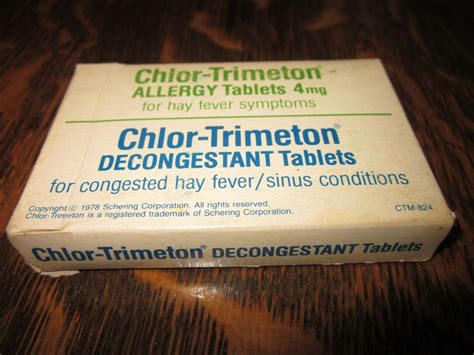 Chlor-Trimeton®
ALLERGY Tablets 4mg
for hay fever symptoms
Chlor-Trimeton®
DECONGESTANT Tablets
for congested hay fever/sinus conditions
Copyright © 1978 Schering Corporation. All rights reserved.
Chlor-Trimeton is a registered trademark of Schering Corporation.
CTM-824
Chlor-Trimeton® DECONGESTANT Tablets